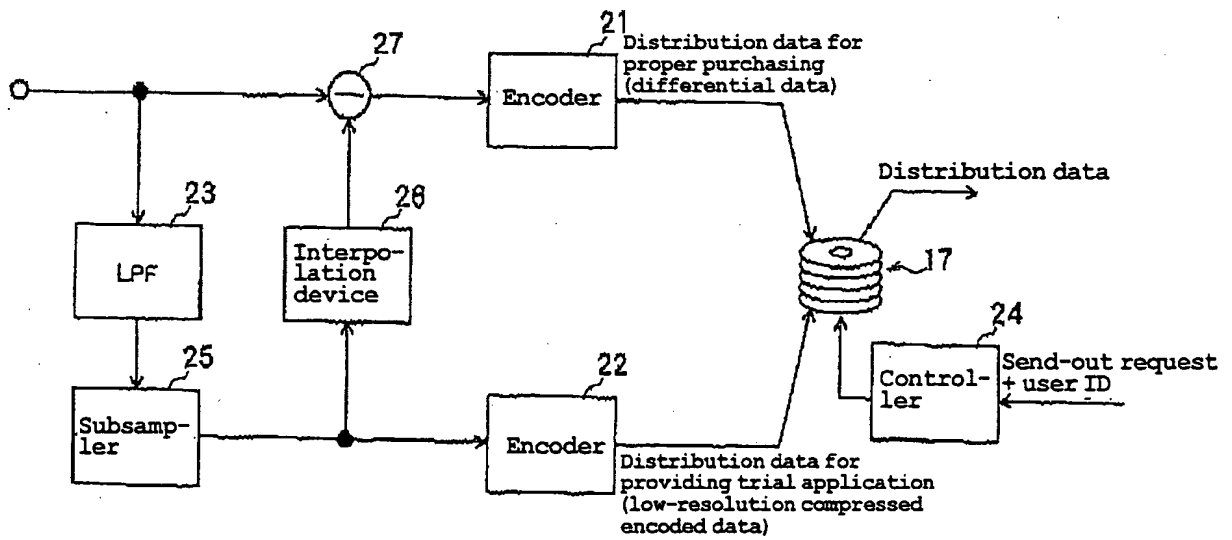 27
21
Distribution data for
proper purchasing
(differential data)
Encoder
Distribution data
23
LPF
26
Interpo-
lation
device
17
24
Send-out request
+ user ID
Control-
ler
25
Subsamp-
ler
22
Encoder
Distribution data for
providing trial application
(low-resolution compressed
encoded data)